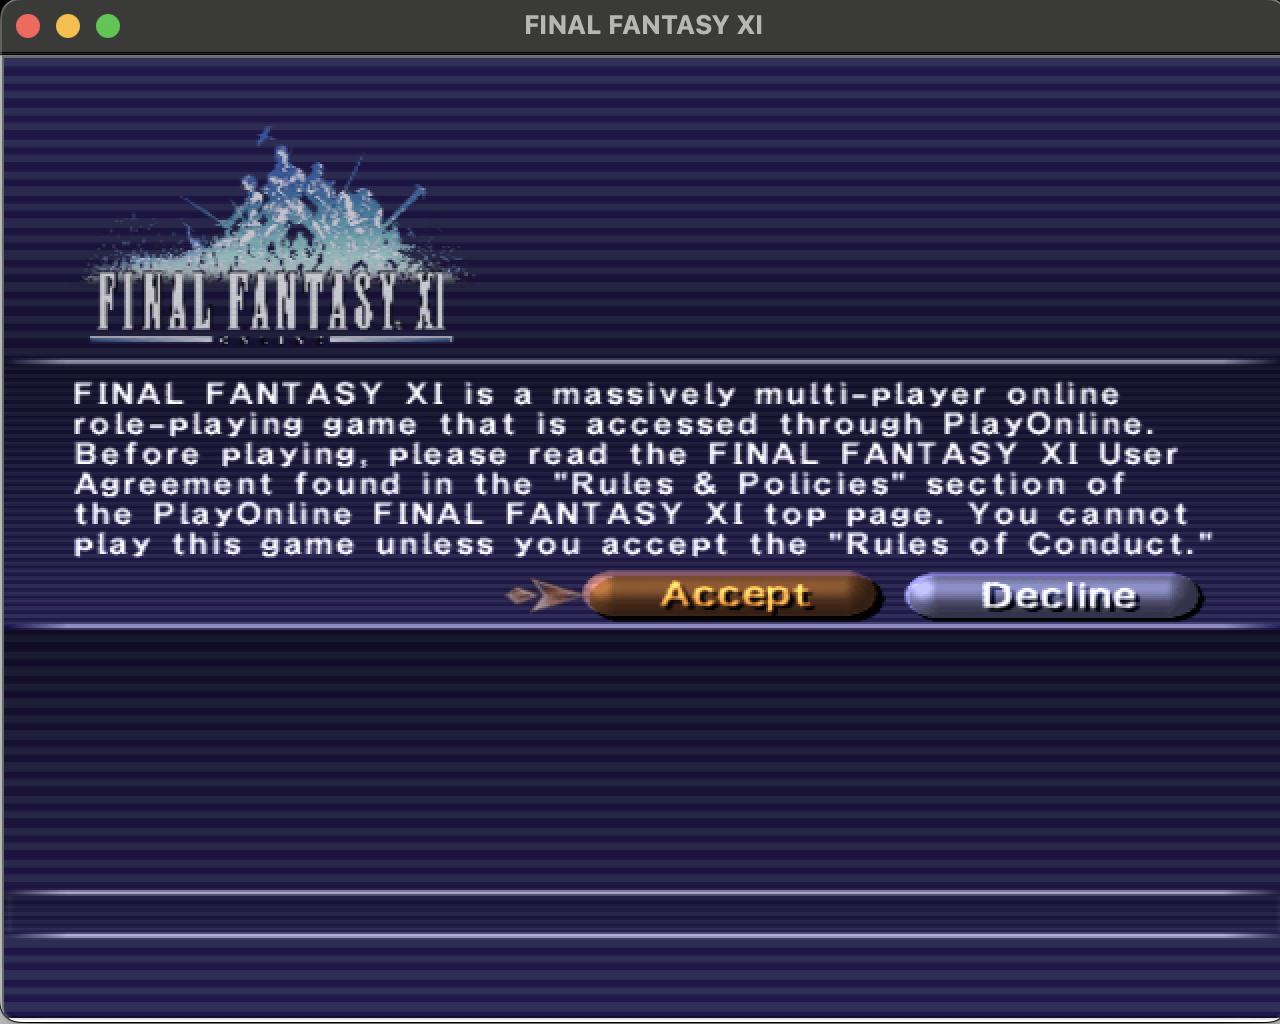 FINAL FANTASY XI
FINAL FANTASY XI
ONLINE
FINAL FANTASY XI is a massively multi-player online
role-playing game that is accessed through PlayOnline.
Before playing, please read the FINAL FANTASY XI User
Agreement found in the "Rules & Policies" section of
the PlayOnline FINAL FANTASY XI top page. You cannot
play this game unless you accept the "Rules of Conduct."
Accept Decline